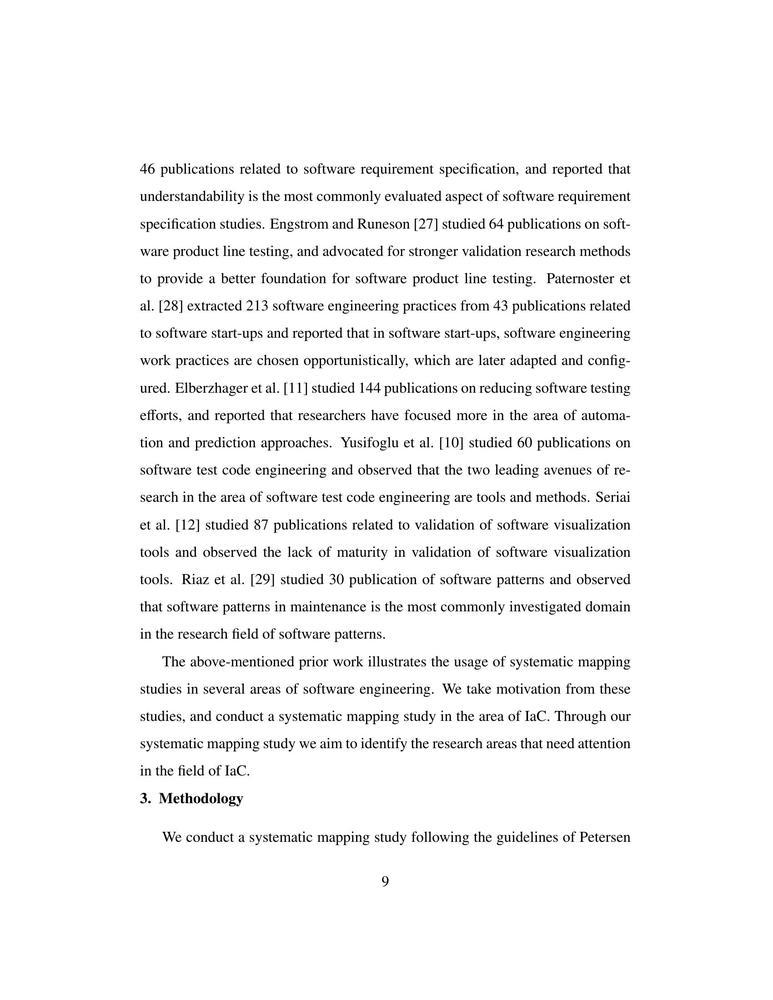 46 publications related to software requirement specification, and reported that
understandability is the most commonly evaluated aspect of software requirement
specification studies. Engstrom and Runeson [27] studied 64 publications on soft-
ware product line testing, and advocated for stronger validation research methods
to provide a better foundation for software product line testing. Paternoster et
al. [28] extracted 213 software engineering practices from 43 publications related
to software start-ups and reported that in software start-ups, software engineering
work practices are chosen opportunistically, which are later adapted and config-
ured. Elberzhager et al. [11] studied 144 publications on reducing software testing
efforts, and reported that researchers have focused more in the area of automa-
tion and prediction approaches. Yusifoglu et al. [10] studied 60 publications on
software test code engineering and observed that the two leading avenues of re-
search in the area of software test code engineering are tools and methods. Seriai
et al. [12] studied 87 publications related to validation of software visualization
tools and observed the lack of maturity in validation of software visualization
tools. Riaz et al. [29] studied 30 publication of software patterns and observed
that software patterns in maintenance is the most commonly investigated domain
in the research field of software patterns.
The above-mentioned prior work illustrates the usage of systematic mapping
studies in several areas of software engineering. We take motivation from these
studies, and conduct a systematic mapping study in the area of IaC. Through our
systematic mapping study we aim to identify the research areas that need attention
in the field of IaC.
3. Methodology
We conduct a systematic mapping study following the guidelines of Petersen
9